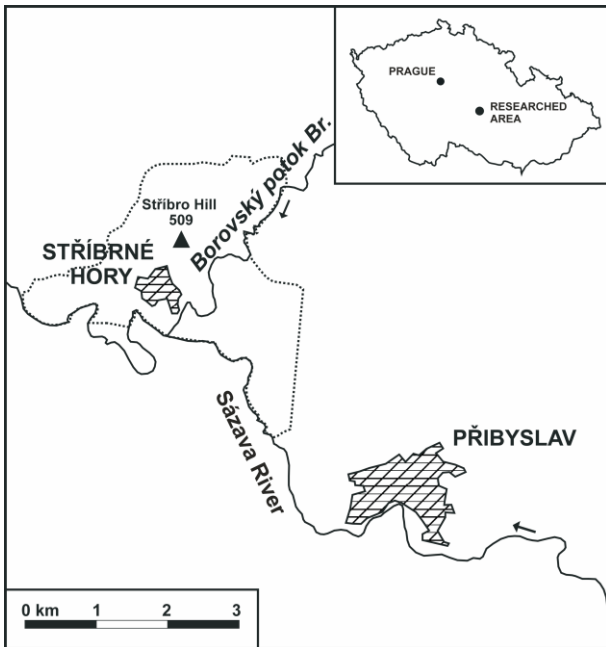 PRAGUE
RESEARCHED
AREA
Borovský potok Br.
Stříbro Hill
509
STŘÍBRNÉ
HORY
Sázava River
PŘIBYSLAV
0 km 1 2 3